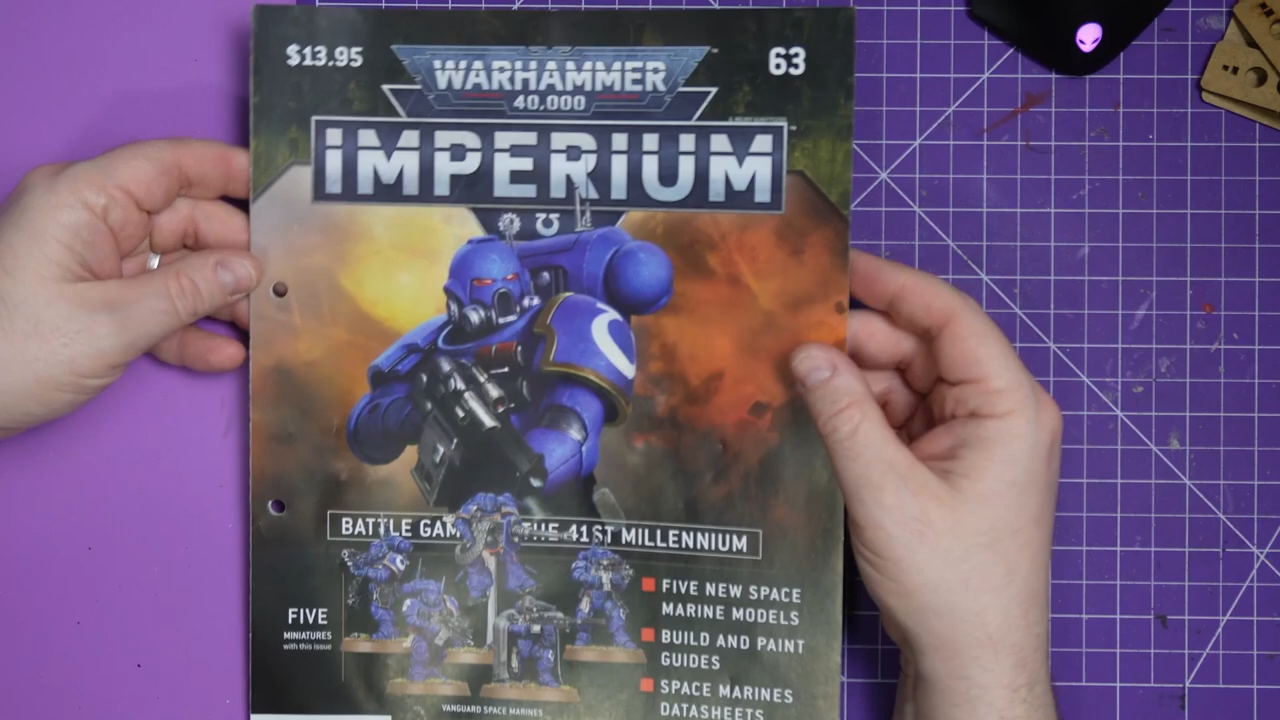 $13.95
WARHAMMER
40,000
63
IMPERIUM
BATTLE GAM THE 41ST MILLENNIUM
FIVE
MINIATURES
with this issue
FIVE NEW SPACE
MARINE MODELS
BUILD AND PAINT
GUIDES
SPACE MARINES
DATASHEETS
VANGUARD SPACE MARINES